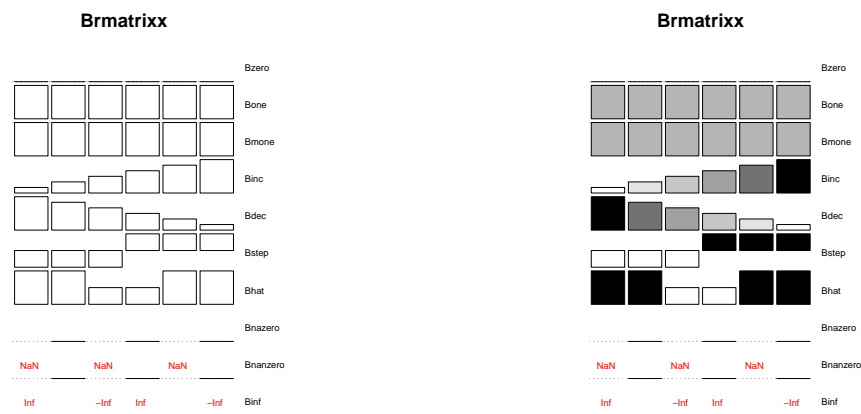 Brmatrixx
Bzero
Bone
Bmone
Binc
Bdec
Bstep
Bhat
Bnazero
NaN NaN NaN Bnanzero
Inf −Inf Inf −Inf Binf
Brmatrixx
Bzero
Bone
Bmone
Binc
Bdec
Bstep
Bhat
Bnazero
NaN NaN NaN Bnanzero
Inf −Inf Inf −Inf Binf